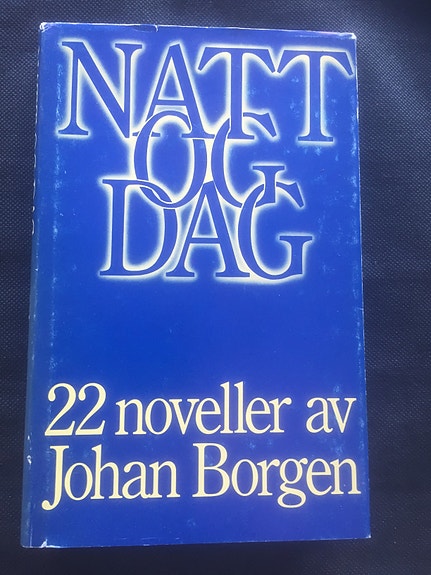 NATT
OG
DAG
22 noveller av
Johan Borgen